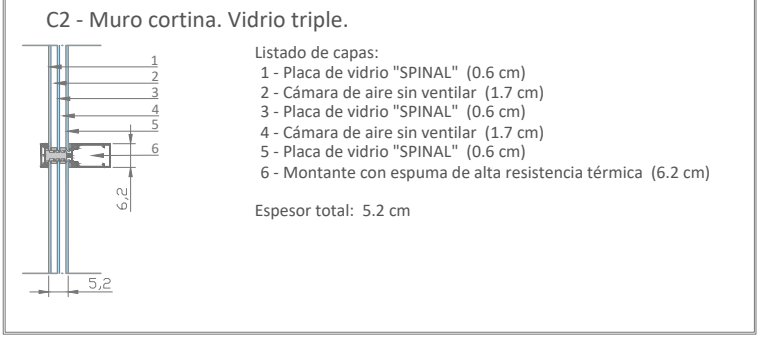 C2 - Muro cortina. Vidrio triple.
Listado de capas:
1 - Placa de vidrio "SPINAL" (0.6 cm)
2 - Cámara de aire sin ventilar (1.7 cm)
3 - Placa de vidrio "SPINAL" (0.6 cm)
4 - Cámara de aire sin ventilar (1.7 cm)
5 - Placa de vidrio "SPINAL" (0.6 cm)
6 - Montante con espuma de alta resistencia térmica (6.2 cm)
Espesor total: 5.2 cm
1
2
3
4
5
6
6,2
5,2